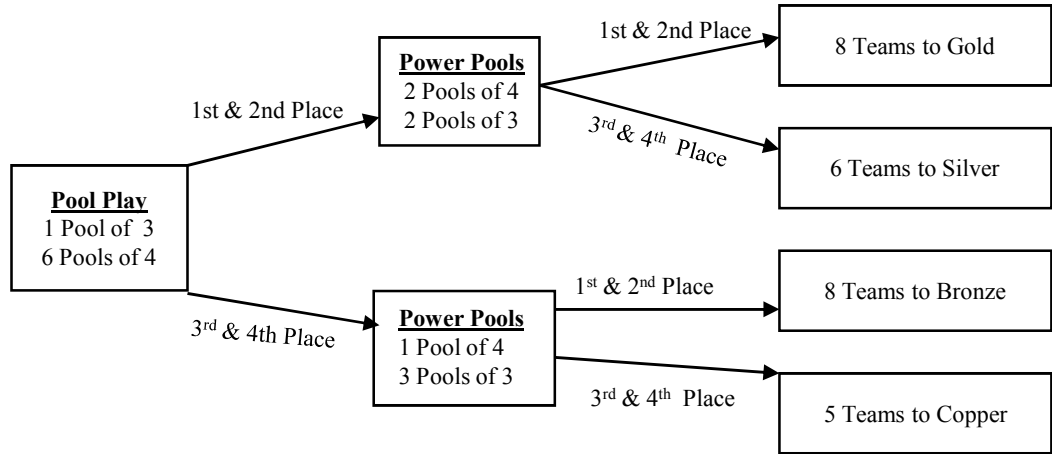 Pool Play
1 Pool of 3
6 Pools of 4
1st & 2nd Place
3rd & 4th Place
Power Pools
2 Pools of 4
2 Pools of 3
1st & 2nd Place
3rd & 4th Place
8 Teams to Gold
6 Teams to Silver
Power Pools
1 Pool of 4
3 Pools of 3
1st & 2nd Place
3rd & 4th Place
8 Teams to Bronze
5 Teams to Copper